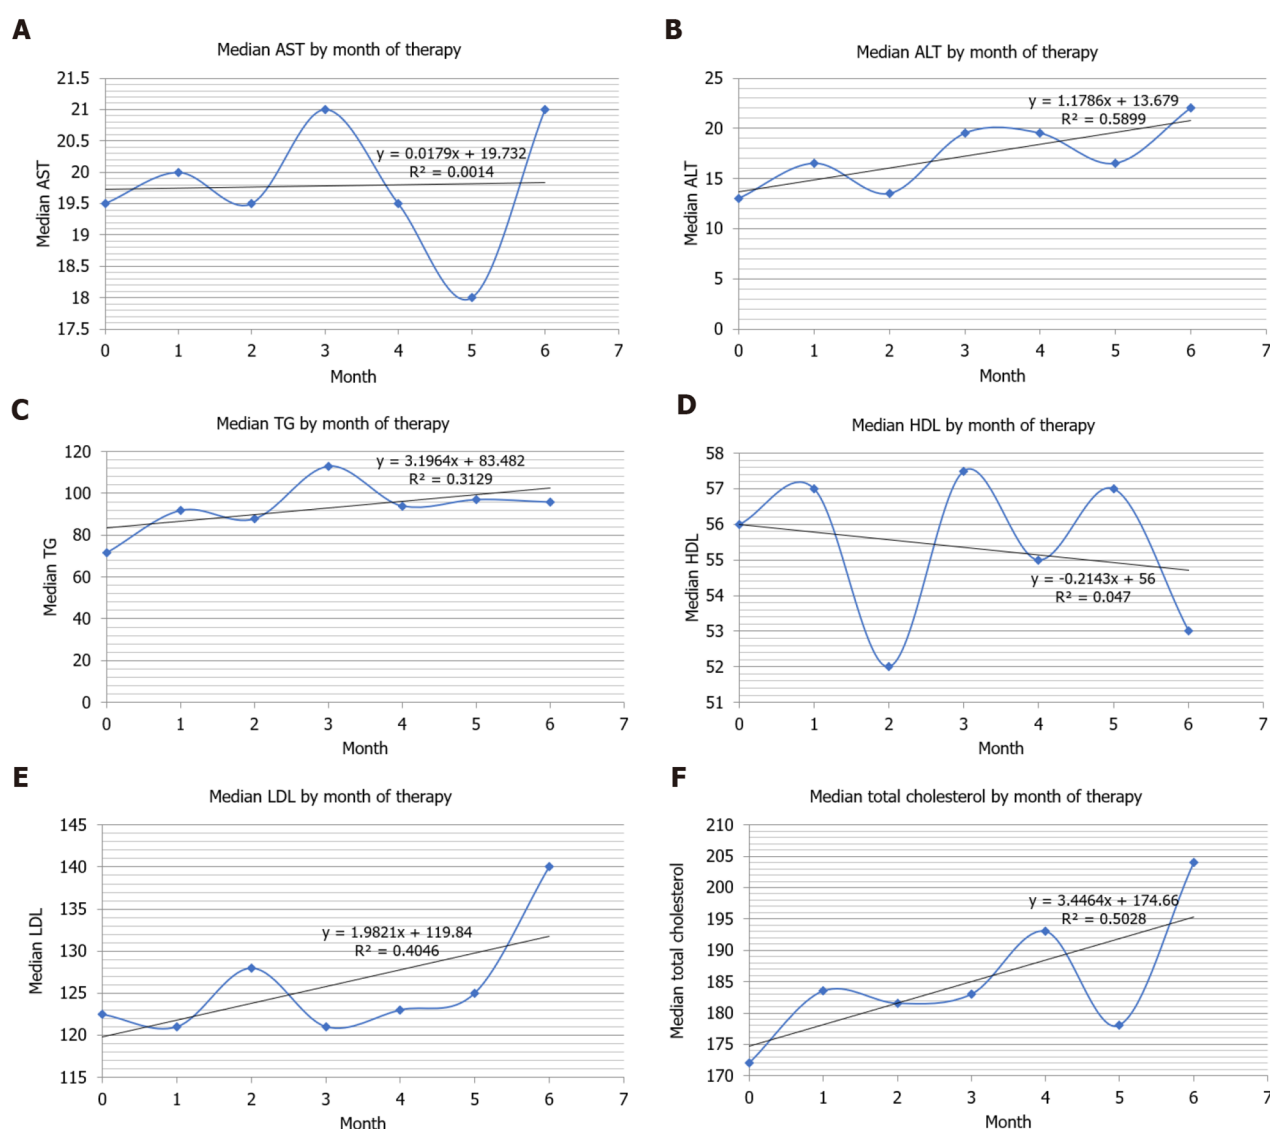 A
Median AST by month of therapy
Median AST
21.5
21
20.5
20
19.5
19
18.5
18
17.5
y = 0.0179x + 19.732
R² = 0.0014
0 1 2 3 4 5 6 7
Month
B
Median ALT by month of therapy
Median ALT
25
20
15
10
5
0
y = 1.1786x + 13.679
R² = 0.5899
0 1 2 3 4 5 6 7
Month
C
Median TG by month of therapy
Median TG
120
100
80
60
40
20
0
y = 3.1964x + 83.482
R² = 0.3129
0 1 2 3 4 5 6 7
Month
D
Median HDL by month of therapy
Median HDL
58
57
56
55
54
53
52
51
y = -0.2143x + 56
R² = 0.047
0 1 2 3 4 5 6 7
Month
E
Median LDL by month of therapy
Median LDL
145
140
135
130
125
120
115
y = 1.9821x + 119.84
R² = 0.4046
0 1 2 3 4 5 6 7
Month
F
Median total cholesterol by month of therapy
Median total cholesterol
210
205
200
195
190
185
180
175
170
y = 3.4464x + 174.66
R² = 0.5028
0 1 2 3 4 5 6 7
Month